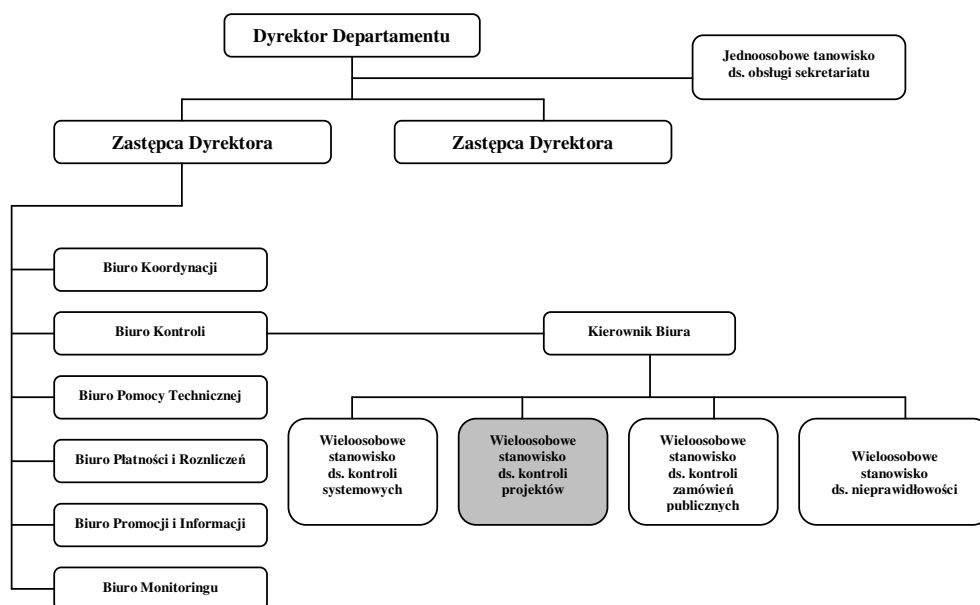 Dyrektor Departamentu
Jednoosobowe tanowisko
ds. obsługi sekretariatu
Zastępca Dyrektora
Zastępca Dyrektora
Biuro Koordynacji
Biuro Kontroli
Kierownik Biura
Biuro Pomocy Technicznej
Biuro Płatności i Roznliczeń
Biuro Promocji i Informacji
Biuro Monitoringu
Wieloosobowe
stanowisko
ds. kontroli
systemowych
Wieloosobowe
stanowisko
ds. kontroli
projektów
Wieloosobowe
stanowisko
ds. kontroli
zamówień
publicznych
Wieloosobowe
stanowisko
ds. nieprawidłowości